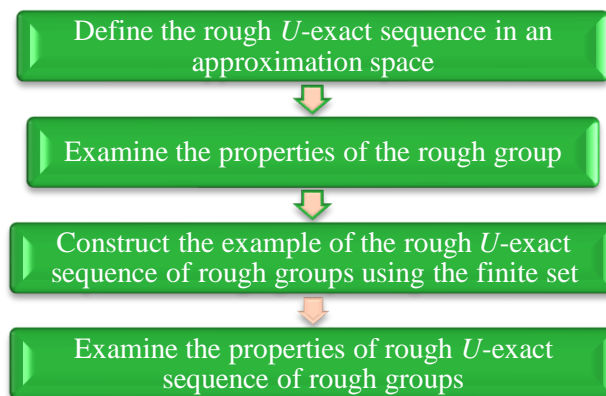 Define the rough U-exact sequence in an
approximation space
Examine the properties of the rough group
Construct the example of the rough U-exact
sequence of rough groups using the finite set
Examine the properties of rough U-exact
sequence of rough groups